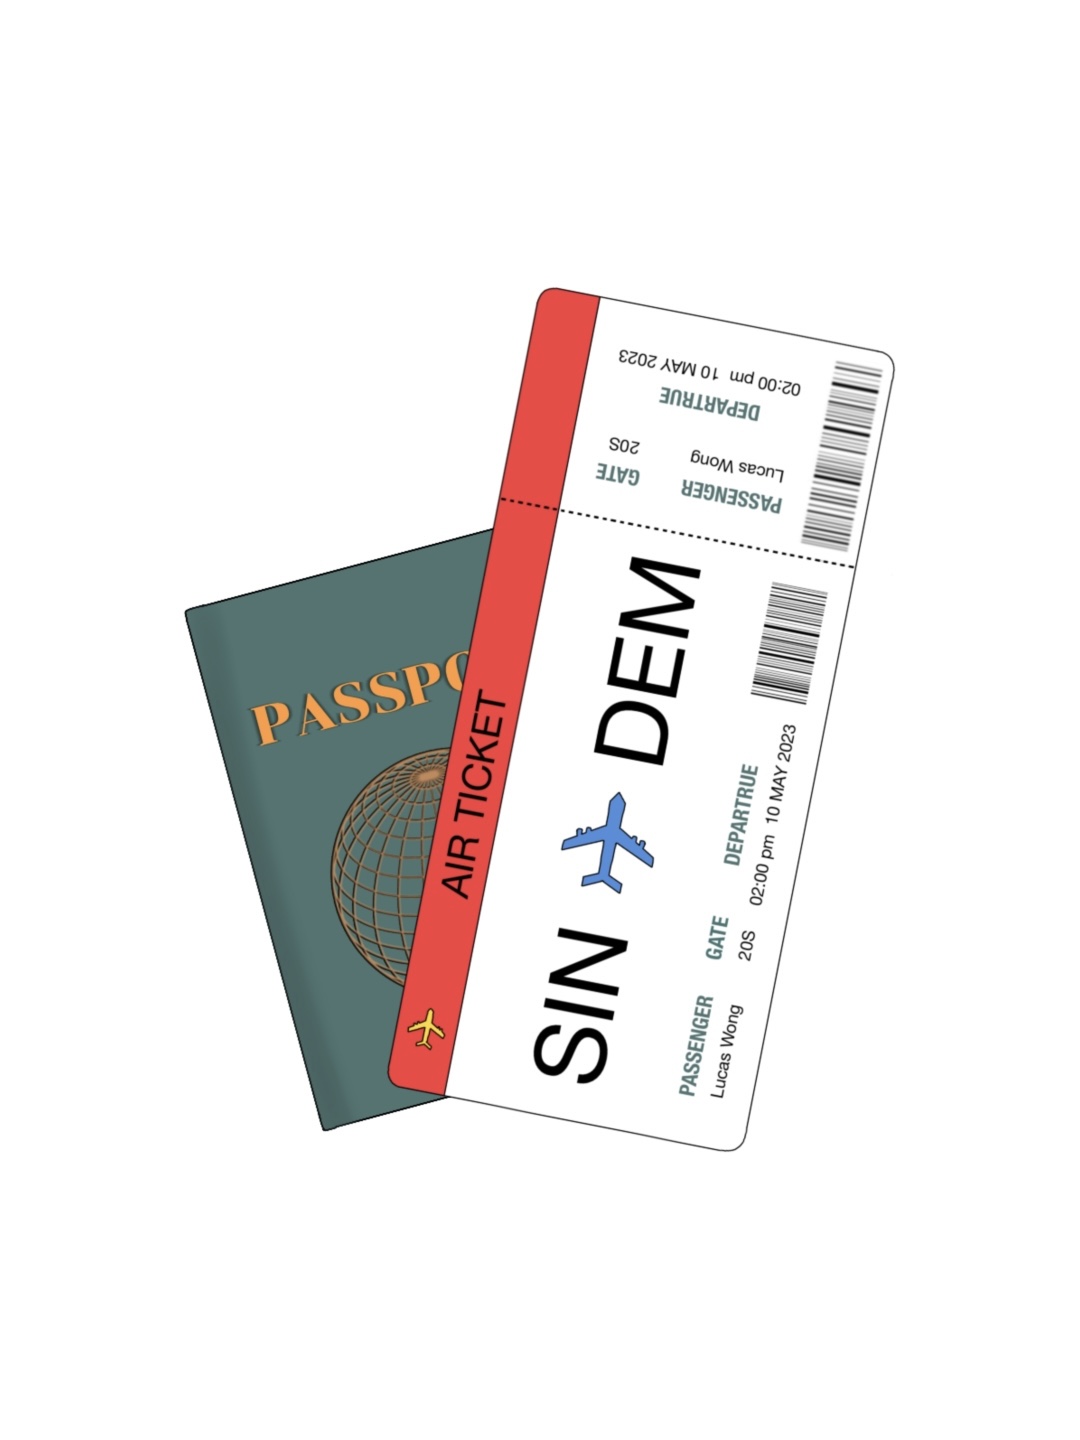 PASSPO
AIR TICKET
SIN DEM
PASSENGER
Lucas Wong
GATE
20S
DEPARTRUE
02:00 pm 10 MAY 2023
PASSENGER
Lucas Wong
GATE
20S
DEPARTRUE
02:00 pm 10 MAY 2023